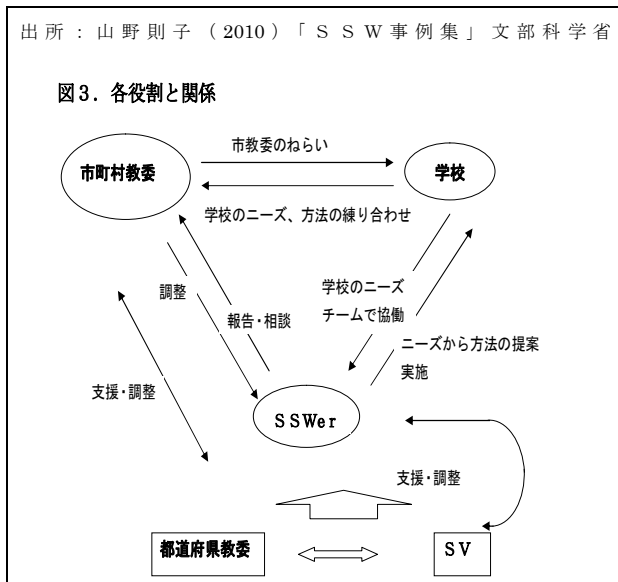 出所：山野則子（2010）「ＳＳＷ事例集」文部科学省
図３．各役割と関係
市町村教委
市教委のねらい
学校
学校のニーズ、方法の練り合わせ
調整
報告・相談
学校のニーズ
チームで協働
ニーズから方法の提案
実施
支援・調整
ＳＳＷｅｒ
支援・調整
都道府県教委
ＳＶ